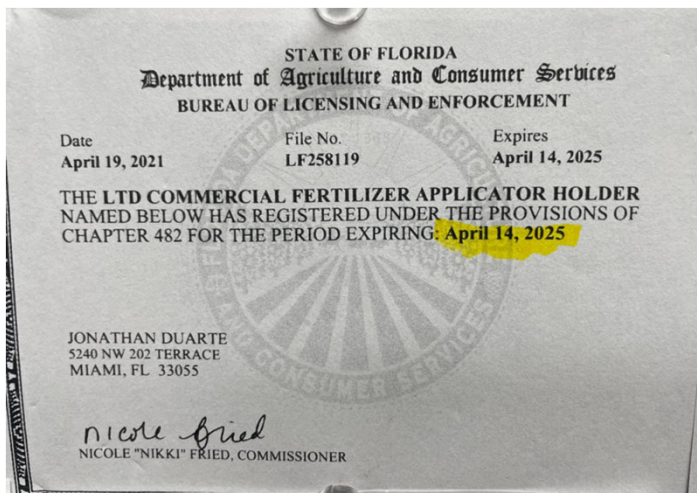 STATE OF FLORIDA
Department of Agriculture and Consumer Services
BUREAU OF LICENSING AND ENFORCEMENT
Date File No. Expires
April 19, 2021 LF258119 April 14, 2025
THE LTD COMMERCIAL FERTILIZER APPLICATOR HOLDER
NAMED BELOW HAS REGISTERED UNDER THE PROVISIONS OF
CHAPTER 482 FOR THE PERIOD EXPIRING: April 14, 2025
JONATHAN DUARTE
5240 NW 202 TERRACE
MIAMI, FL 33055
nicole fried
NICOLE "NIKKI" FRIED, COMMISSIONER